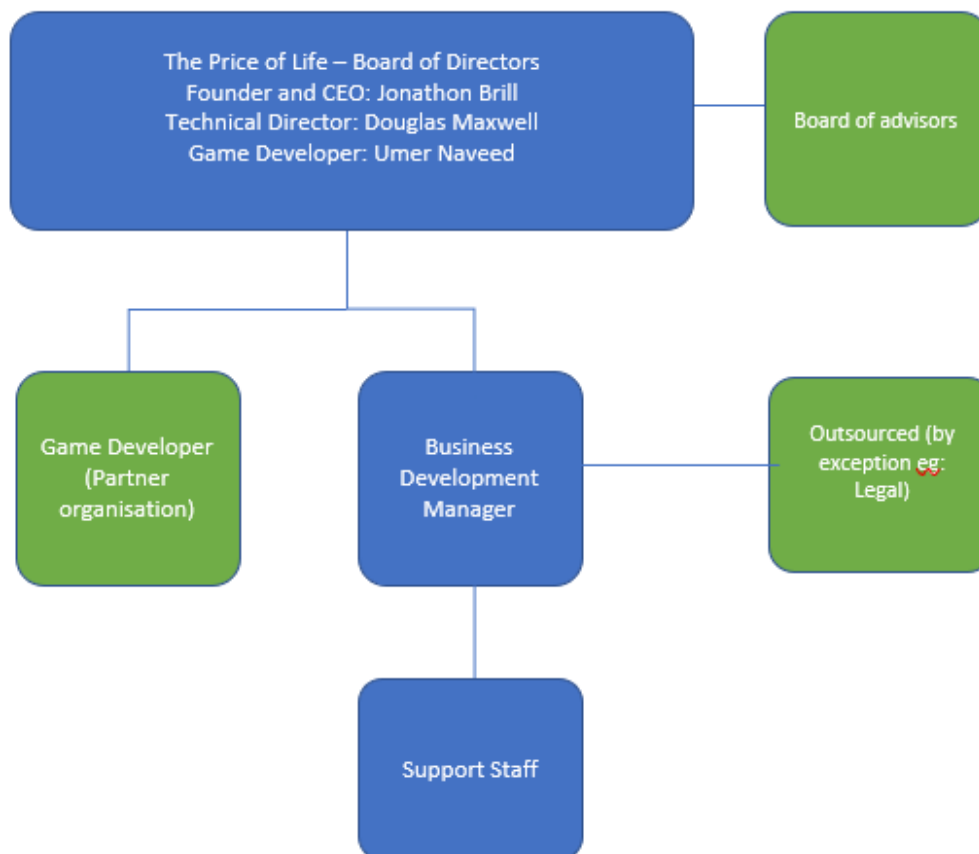 The Price of Life – Board of Directors
Founder and CEO: Jonathon Brill
Technical Director: Douglas Maxwell
Game Developer: Umer Naveed
Board of advisors
Game Developer
(Partner
organisation)
Business
Development
Manager
Outsourced (by
exception eg:
Legal)
Support Staff